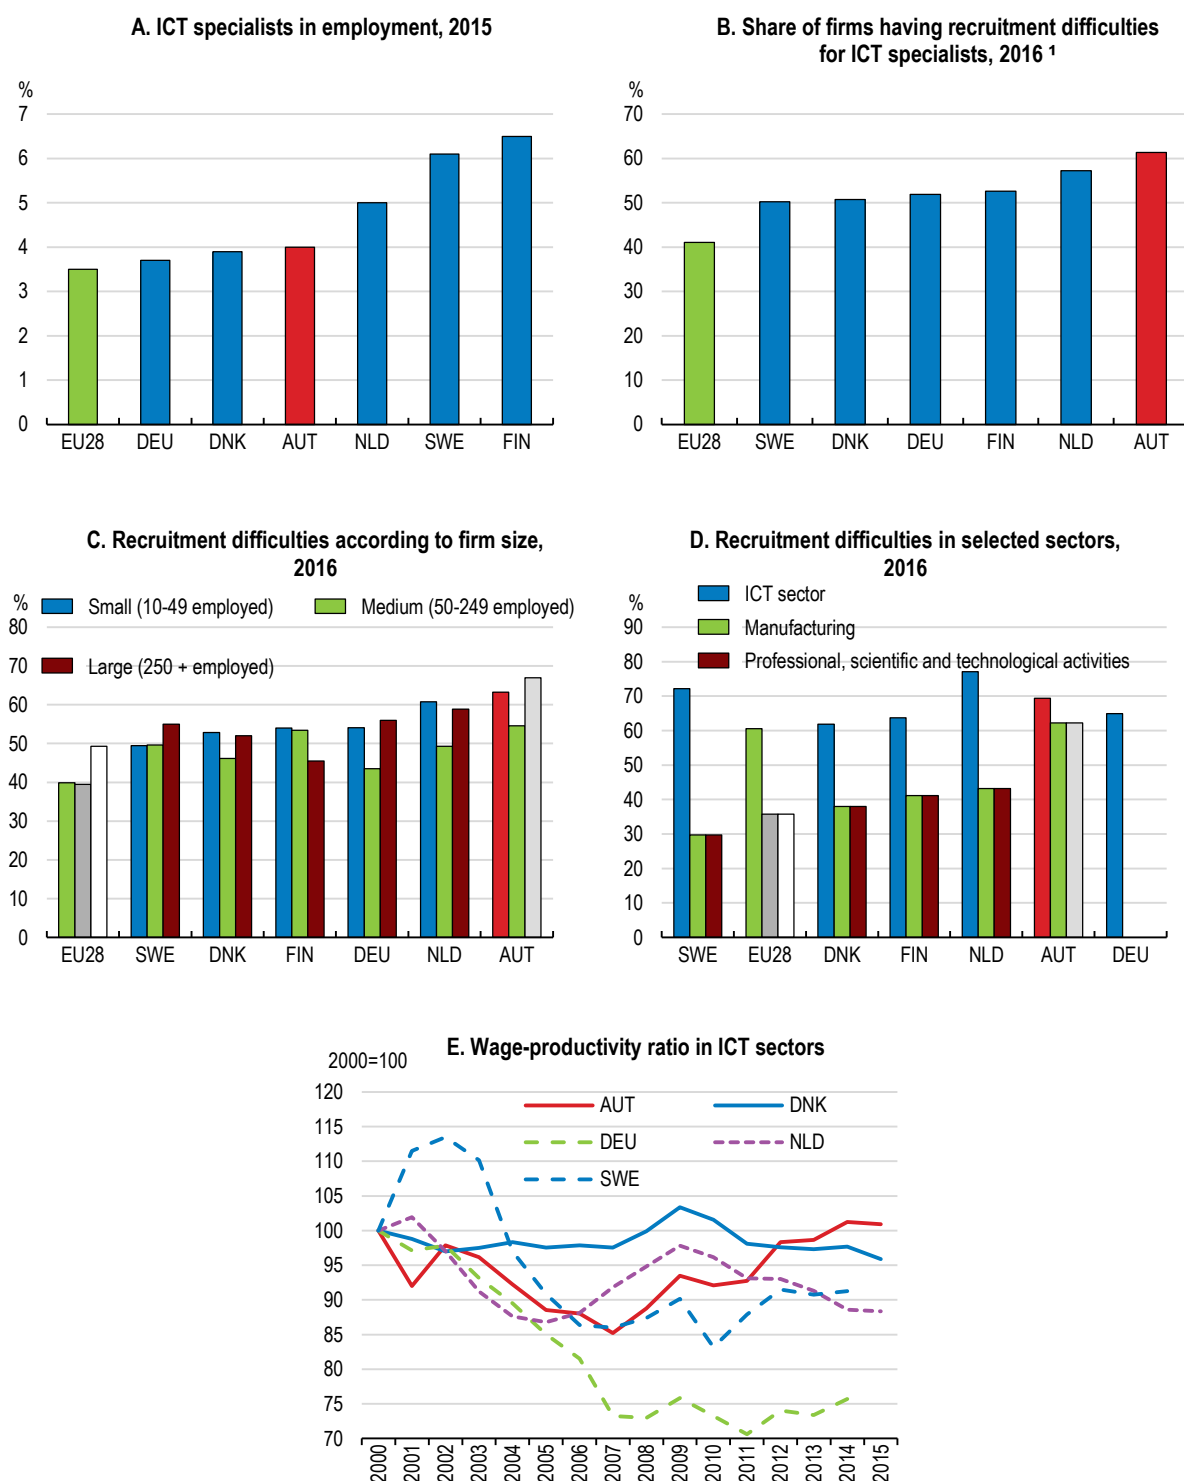 A. ICT specialists in employment, 2015
%
7
6
5
4
3
2
1
0
EU28 DEU DNK AUT NLD SWE FIN
B. Share of firms having recruitment difficulties
for ICT specialists, 2016 ¹
%
70
60
50
40
30
20
10
0
EU28 SWE DNK DEU FIN NLD AUT
C. Recruitment difficulties according to firm size,
2016
%
Small (10-49 employed) Medium (50-249 employed)
Large (250 + employed)
80
70
60
50
40
30
20
10
0
EU28 SWE DNK FIN DEU NLD AUT
D. Recruitment difficulties in selected sectors,
2016
%
ICT sector
Manufacturing
Professional, scientific and technological activities
90
80
70
60
50
40
30
20
10
0
SWE EU28 DNK FIN NLD AUT DEU
E. Wage-productivity ratio in ICT sectors
2000=100
AUT DNK
DEU NLD
SWE
120
115
110
105
100
95
90
85
80
75
70
2000 2001 2002 2003 2004 2005 2006 2007 2008 2009 2010 2011 2012 2013 2014 2015